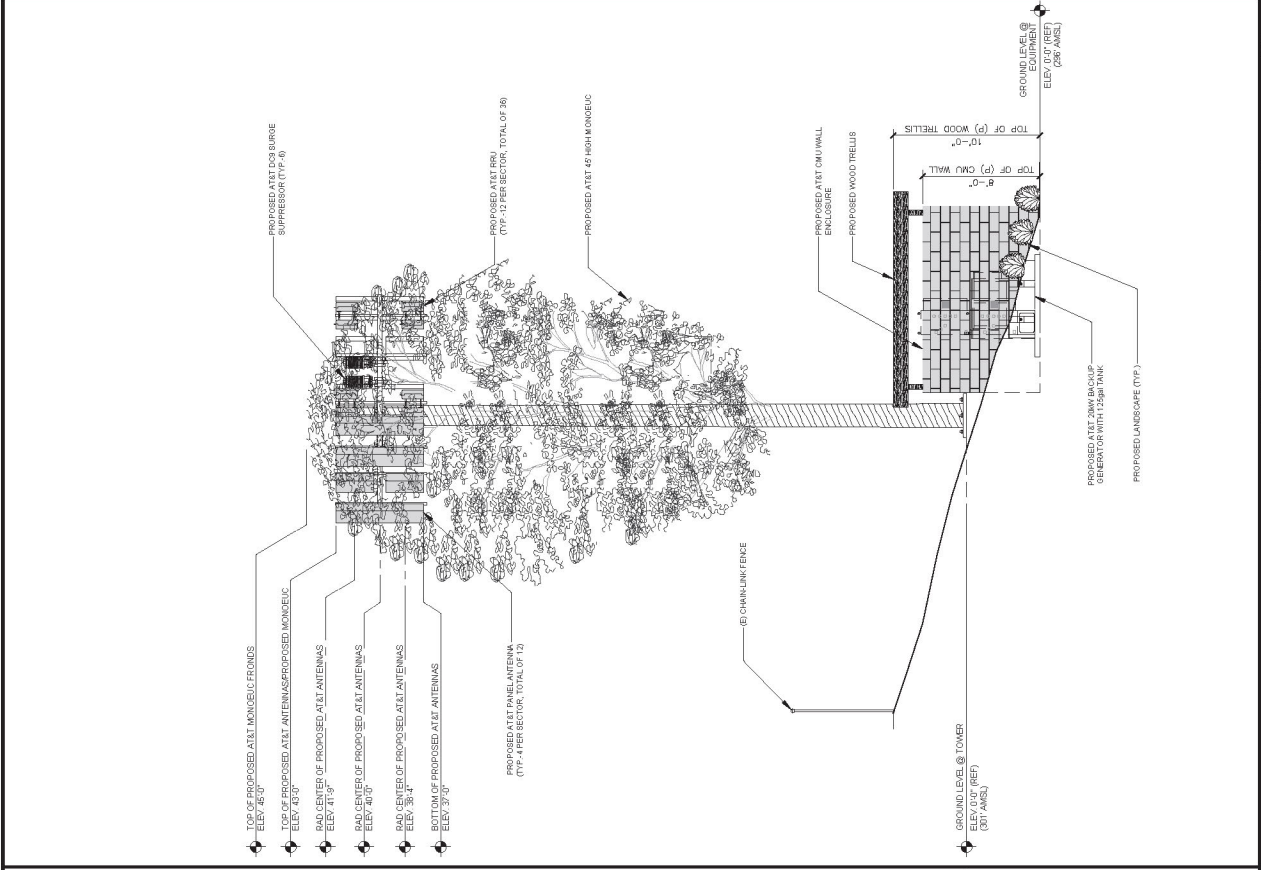 TOP OF PROPOSED AT&T MONOEUC FRONDS
ELEV. 45'-0"
TOP OF PROPOSED AT&T ANTENNAS/PROPOSED MONOEUC
ELEV. 43'-0"
RAD CENTER OF PROPOSED AT&T ANTENNAS
ELEV. 41'-9"
RAD CENTER OF PROPOSED AT&T ANTENNAS
ELEV. 40'-0"
RAD CENTER OF PROPOSED AT&T ANTENNAS
ELEV. 38'-4"
BOTTOM OF PROPOSED AT&T ANTENNAS
ELEV. 37'-0"
PROPOSED AT&T PANEL ANTENNA
(TYP.-4 PER SECTOR, TOTAL OF 12)
PROPOSED AT&T DC9 SURGE
SUPPRESSOR (TYP.-6)
PROPOSED AT&T RRU
(TYP.-12 PER SECTOR, TOTAL OF 36)
PROPOSED AT&T 45' HIGH MONOEUC
(E) CHAIN-LINK FENCE
PROPOSED AT&T CMU WALL
ENCLOSURE
PROPOSED WOOD TRELLIS
10'-0"
TOP OF (P) WOOD TRELLIS
8'-0"
TOP OF (P) CMU WALL
GROUND LEVEL @
EQUIPMENT
ELEV. 0'-0" (REF)
(296' AMSL)
GROUND LEVEL @ TOWER
ELEV. 0'-0" (REF)
(301' AMSL)
PROPOSED AT&T 20kW BACKUP
GENERATOR WITH 125gal TANK
PROPOSED LANDSCAPE (TYP.)